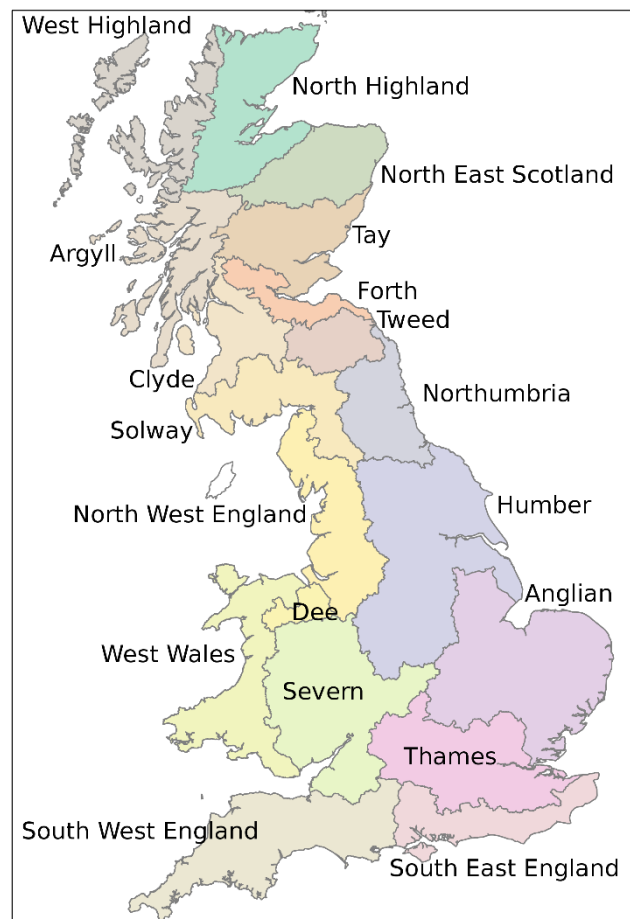 West Highland
North Highland
North East Scotland
Tay
Argyll
Forth
Tweed
Clyde
Northumbria
Solway
North West England
Humber
Anglian
Dee
West Wales
Severn
Thames
South West England
South East England